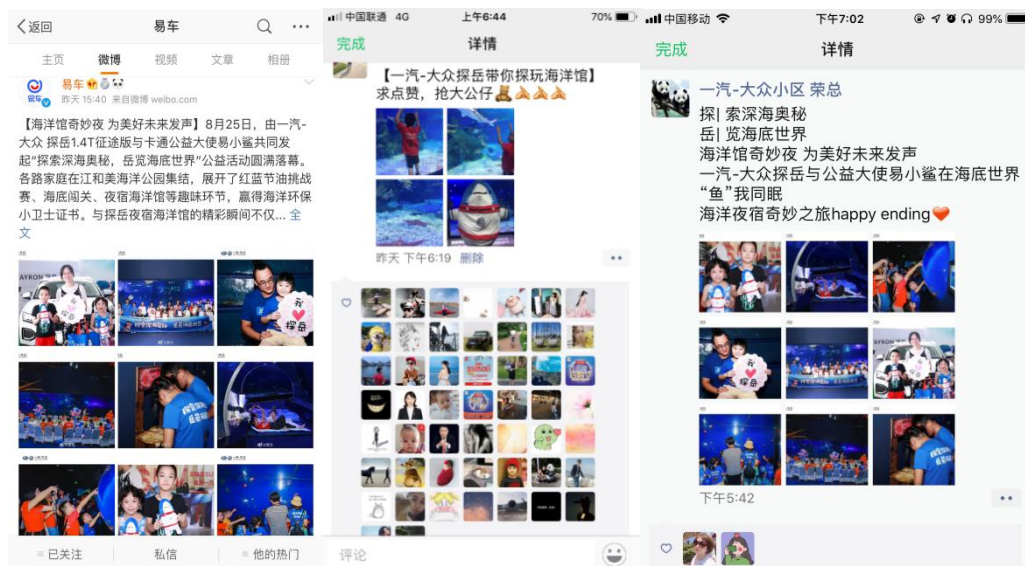 返回
易车
主页
微博
视频
文章
相册
易车
昨天 15:40 来自微博 weibo.com
【海洋馆奇妙夜 为美好未来发声】8月25日，由一汽-
大众 探岳1.4T征途版与卡通公益大使易小鲨共同发
起“探索深海奥秘，岳览海底世界”公益活动圆满落幕。
各路家庭在江和美海洋公园集结，展开了红蓝节油挑战
赛、海底闯关、夜宿海洋馆等趣味环节，赢得海洋环保
小卫士证书。与探岳夜宿海洋馆的精彩瞬间不仅... 全
文
我
探岳
已关注
私信
他的热门
中国联通 4G
上午6:44
70%
完成
详情
【一汽-大众探岳带你探玩海洋馆】
求点赞，抢大公仔
昨天 下午6:19 删除
评论
中国移动
下午7:02
99%
完成
详情
一汽-大众小区 荣总
探| 索深海奥秘
岳| 览海底世界
海洋馆奇妙夜 为美好未来发声
一汽-大众探岳与公益大使易小鲨在海底世界
“鱼”我同眠
海洋夜宿奇妙之旅happy ending
我
探岳
下午5:42